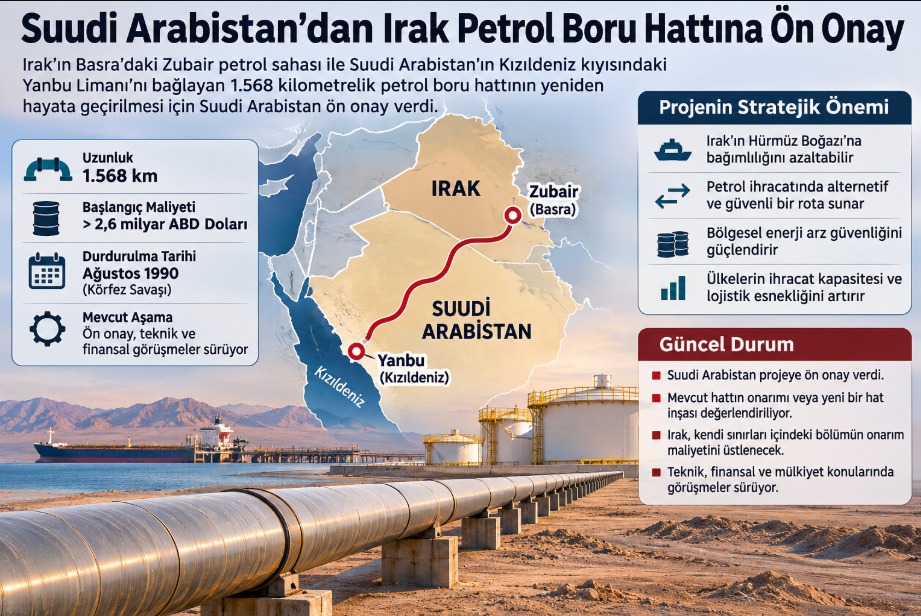 Suudi Arabistan'dan Irak Petrol Boru Hattına Ön Onay
Irak'ın Basra'daki Zubair petrol sahası ile Suudi Arabistan'ın Kızıldeniz kıyısındaki
Yanbu Limanı'nı bağlayan 1.568 kilometrelik petrol boru hattının yeniden
hayata geçirilmesi için Suudi Arabistan ön onay verdi.
Uzunluk
1.568 km
Başlangıç Maliyeti
> 2,6 milyar ABD Doları
Durdurulma Tarihi
Ağustos 1990
(Körfez Savaşı)
Mevcut Aşama
Ön onay, teknik ve
finansal görüşmeler sürüyor
IRAK
Zubair
(Basra)
SUUDİ
ARABİSTAN
Yanbu
(Kızıldeniz)
Kızıldeniz
Projenin Stratejik Önemi
Irak'ın Hürmüz Boğazı'na
bağımlılığını azaltabilir
Petrol ihracatında alternatif
ve güvenli bir rota sunar
Bölgesel enerji arz güvenliğini
güçlendirir
Ülkelerin ihracat kapasitesi ve
lojistik esnekliğini artırır
Güncel Durum
Suudi Arabistan projeye ön onay verdi.
Mevcut hattın onarımı veya yeni bir hat
inşası değerlendiriliyor.
Irak, kendi sınırları içindeki bölümün onarım
maliyetini üstlenecek.
Teknik, finansal ve mülkiyet konularında
görüşmeler sürüyor.